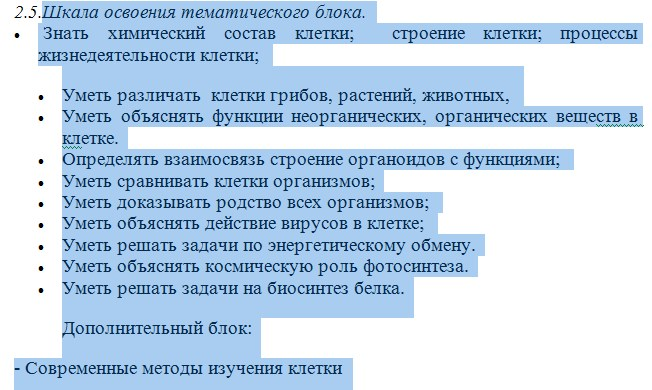 2.5.Шкала освоения тематического блока.
• Знать химический состав клетки; строение клетки; процессы
жизнедеятельности клетки;
• Уметь различать клетки грибов, растений, животных,
• Уметь объяснять функции неорганических, органических веществ в
клетке.
• Определять взаимосвязь строение органоидов с функциями;
• Уметь сравнивать клетки организмов;
• Уметь доказывать родство всех организмов;
• Уметь объяснять действие вирусов в клетке;
• Уметь решать задачи по энергетическому обмену.
• Уметь объяснять космическую роль фотосинтеза.
• Уметь решать задачи на биосинтез белка.
Дополнительный блок:
- Современные методы изучения клетки